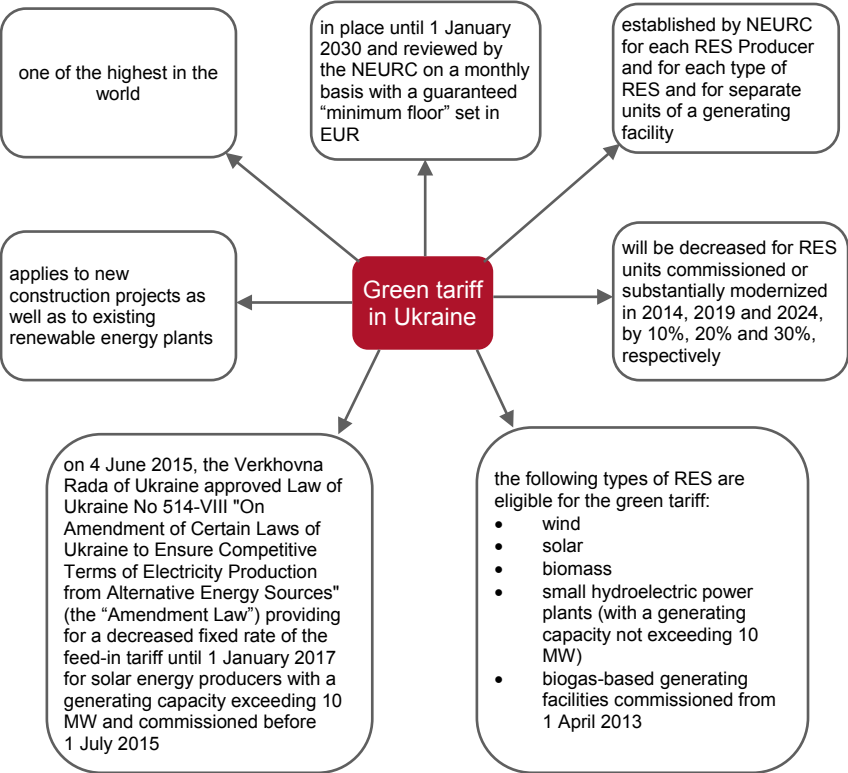 one of the highest in the
world
in place until 1 January
2030 and reviewed by
the NEURC on a monthly
basis with a guaranteed
“minimum floor” set in
EUR
established by NEURC
for each RES Producer
and for each type of
RES and for separate
units of a generating
facility
applies to new
construction projects as
well as to existing
renewable energy plants
Green tariff
in Ukraine
will be decreased for RES
units commissioned or
substantially modernized
in 2014, 2019 and 2024,
by 10%, 20% and 30%,
respectively
on 4 June 2015, the Verkhovna
Rada of Ukraine approved Law of
Ukraine No 514-VIII "On
Amendment of Certain Laws of
Ukraine to Ensure Competitive
Terms of Electricity Production
from Alternative Energy Sources"
(the “Amendment Law”) providing
for a decreased fixed rate of the
feed-in tariff until 1 January 2017
for solar energy producers with a
generating capacity exceeding 10
MW and commissioned before
1 July 2015
the following types of RES are
eligible for the green tariff:
• wind
• solar
• biomass
• small hydroelectric power
plants (with a generating
capacity not exceeding 10
MW)
• biogas-based generating
facilities commissioned from
1 April 2013